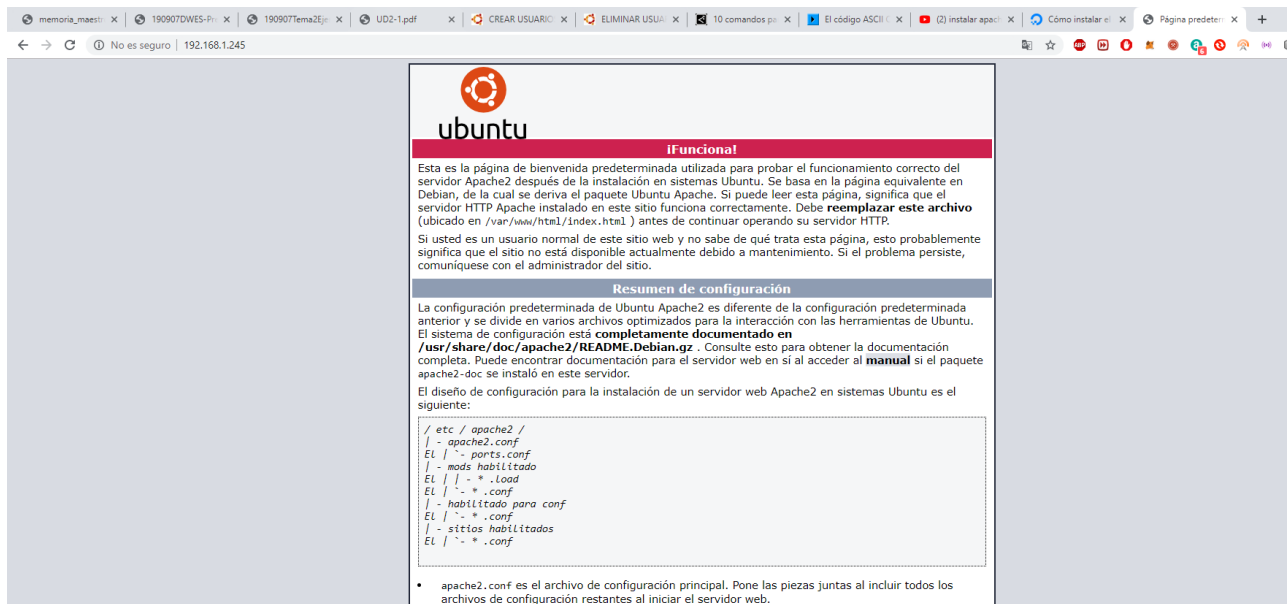 memoria_maestr
190907DWES-Pr
190907Tema2Eje
UD2-1.pdf
CREAR USUARIO
ELIMINAR USUA
10 comandos pa
El código ASCII
(2) instalar apach
Cómo instalar el
Página predeterm
No es seguro | 192.168.1.245
ABP
6
ubuntu
¡Funciona!
Esta es la página de bienvenida predeterminada utilizada para probar el funcionamiento correcto del
servidor Apache2 después de la instalación en sistemas Ubuntu. Se basa en la página equivalente en
Debian, de la cual se deriva el paquete Ubuntu Apache. Si puede leer esta página, significa que el
servidor HTTP Apache instalado en este sitio funciona correctamente. Debe reemplazar este archivo
(ubicado en /var/www/html/index.html ) antes de continuar operando su servidor HTTP.
Si usted es un usuario normal de este sitio web y no sabe de qué trata esta página, esto probablemente
significa que el sitio no está disponible actualmente debido a mantenimiento. Si el problema persiste,
comuníquese con el administrador del sitio.
Resumen de configuración
La configuración predeterminada de Ubuntu Apache2 es diferente de la configuración predeterminada
anterior y se divide en varios archivos optimizados para la interacción con las herramientas de Ubuntu.
El sistema de configuración está completamente documentado en
/usr/share/doc/apache2/README.Debian.gz . Consulte esto para obtener la documentación
completa. Puede encontrar documentación para el servidor web en sí al acceder al manual si el paquete
apache2-doc se instaló en este servidor.
El diseño de configuración para la instalación de un servidor web Apache2 en sistemas Ubuntu es el
siguiente:
/ etc / apache2 /
| - apache2.conf
El | `- ports.conf
| - mods habilitado
El | | - * .load
El | `- * .conf
| - habilitado para conf
El | `- * .conf
| - sitios habilitados
El | `- * .conf
• apache2.conf es el archivo de configuración principal. Pone las piezas juntas al incluir todos los
archivos de configuración restantes al iniciar el servidor web.